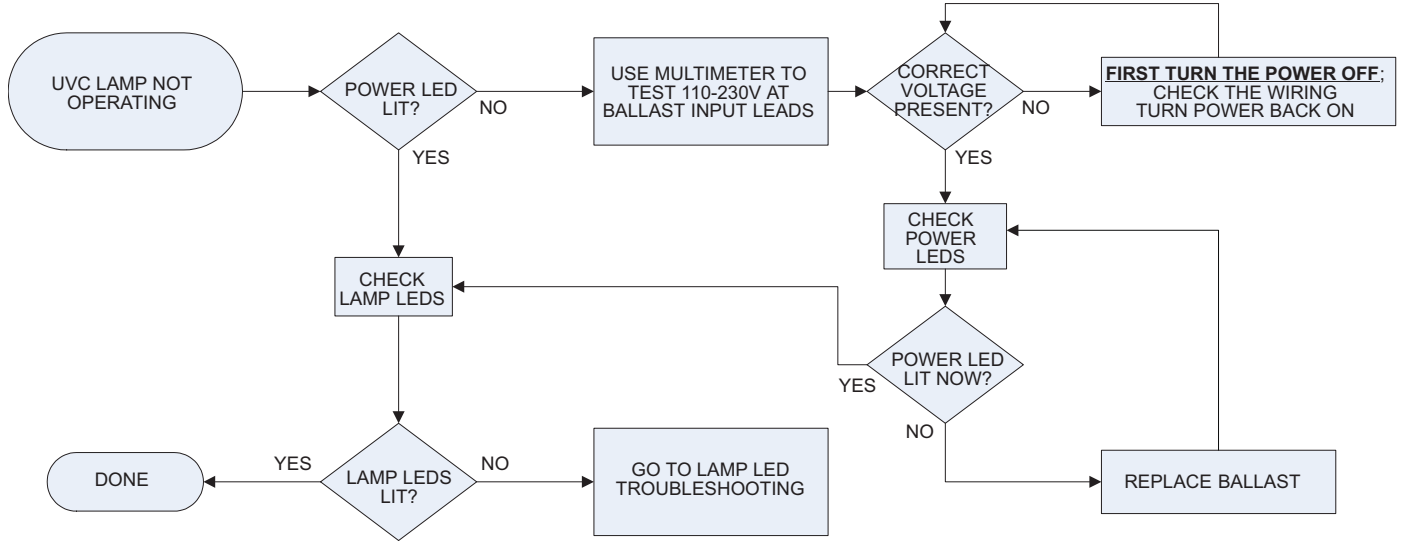 UVC LAMP NOT
OPERATING
POWER LED
LIT?
NO
YES
USE MULTIMETER TO
TEST 110-230V AT
BALLAST INPUT LEADS
CORRECT
VOLTAGE
PRESENT?
NO
YES
FIRST TURN THE POWER OFF;
CHECK THE WIRING
TURN POWER BACK ON
CHECK
POWER
LEDS
CHECK
LAMP LEDS
POWER LED
LIT NOW?
YES
NO
REPLACE BALLAST
LAMP LEDS
LIT?
YES
NO
DONE
GO TO LAMP LED
TROUBLESHOOTING